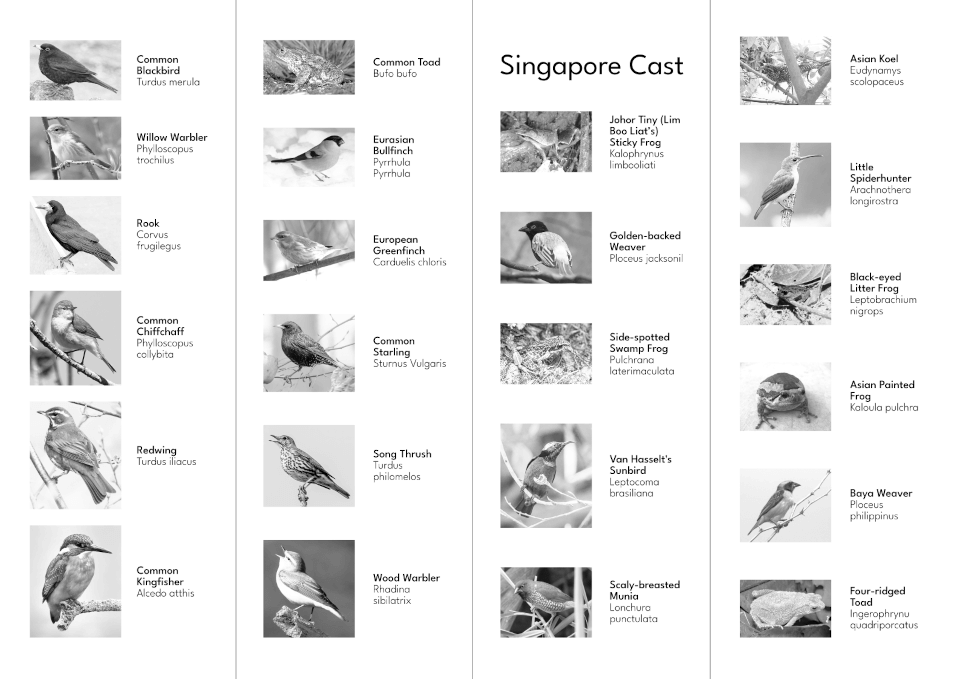 Common
Blackbird
Turdus merula
Willow Warbler
Phylloscopus
trochilus
Rook
Corvus
frugilegus
Common
Chiffchaff
Phylloscopus
collybita
Redwing
Turdus iliacus
Common
Kingfisher
Alcedo atthis
Common Toad
Bufo bufo
Eurasian
Bullfinch
Pyrrhula
Pyrrhula
European
Greenfinch
Carduelis chloris
Common
Starling
Sturnus Vulgaris
Song Thrush
Turdus
philomelos
Wood Warbler
Rhadina
sibilatrix
Singapore Cast
Johor Tiny (Lim
Boo Liat's)
Sticky Frog
Kalophrynus
limbooliati
Golden-backed
Weaver
Ploceus jacksonil
Side-spotted
Swamp Frog
Pulchrana
laterimaculata
Van Hasselt's
Sunbird
Leptocoma
brasiliana
Scaly-breasted
Munia
Lonchura
punctulata
Asian Koel
Eudynamys
scolopaceus
Little
Spiderhunter
Arachnothera
longirostra
Black-eyed
Litter Frog
Leptobrachium
nigrops
Asian Painted
Frog
Kaloula pulchra
Baya Weaver
Ploceus
philippinus
Four-ridged
Toad
Ingerophrynu
quadriporcatus